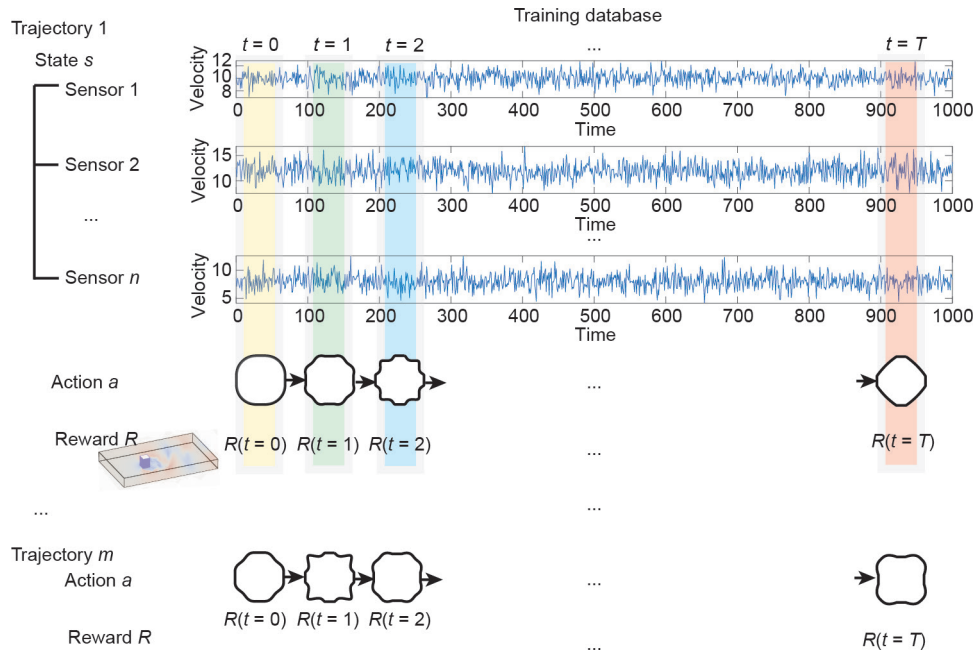 Training database
Trajectory 1
t = 0 t = 1 t = 2 ... t = T
State s
Sensor 1
Velocity
12
10
8
0 100 200 300 400 500 600 700 800 900 1000
Time
Sensor 2
Velocity
15
10
0 100 200 300 400 500 600 700 800 900 1000
Time
...
...
Sensor n
Velocity
10
5
0 100 200 300 400 500 600 700 800 900 1000
Time
Action a ...
Reward R R(t = 0) R(t = 1) R(t = 2) ... R(t = T)
... ...
Trajectory m
Action a ...
R(t = 0) R(t = 1) R(t = 2)
Reward R ... R(t = T)